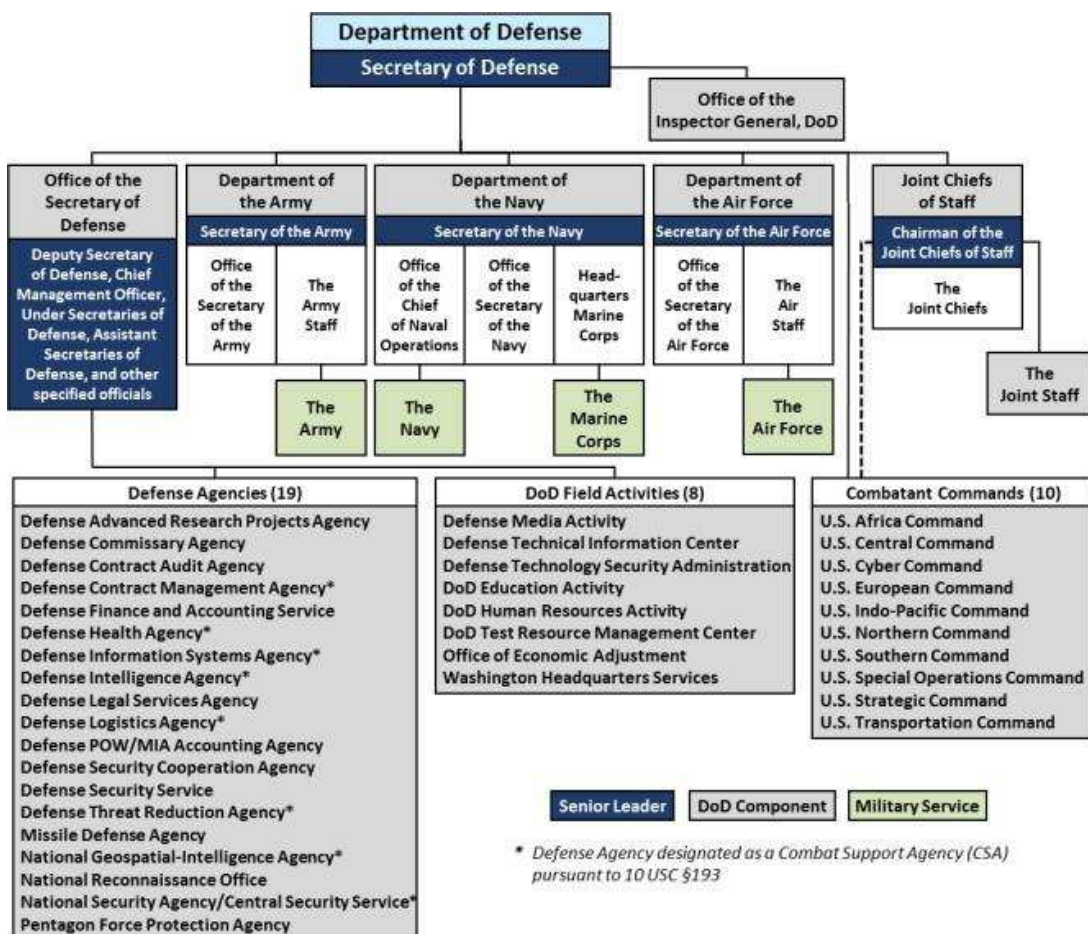 Department of Defense
Secretary of Defense
Office of the
Inspector General, DoD
Office of the
Secretary of
Defense
Deputy Secretary
of Defense, Chief
Management Officer,
Under Secretaries of
Defense, Assistant
Secretaries of
Defense, and other
specified officials
Department of
the Army
Secretary of the Army
Office
of the
Secretary
of the
Army
The
Army
Staff
The
Army
Department of
the Navy
Secretary of the Navy
Office
of the
Chief
of Naval
Operations
Office
of the
Secretary
of the
Navy
Head-
quarters
Marine
Corps
The
Navy
The
Marine
Corps
Department of
the Air Force
Secretary of the Air Force
Office
of the
Secretary
of the
Air Force
The
Air
Staff
The
Air Force
Joint Chiefs
of Staff
Chairman of the
Joint Chiefs of Staff
The
Joint Chiefs
The
Joint Staff
Defense Agencies (19)
Defense Advanced Research Projects Agency
Defense Commissary Agency
Defense Contract Audit Agency
Defense Contract Management Agency*
Defense Finance and Accounting Service
Defense Health Agency*
Defense Information Systems Agency*
Defense Intelligence Agency*
Defense Legal Services Agency
Defense Logistics Agency*
Defense POW/MIA Accounting Agency
Defense Security Cooperation Agency
Defense Security Service
Defense Threat Reduction Agency*
Missile Defense Agency
National Geospatial-Intelligence Agency*
National Reconnaissance Office
National Security Agency/Central Security Service*
Pentagon Force Protection Agency
DoD Field Activities (8)
Defense Media Activity
Defense Technical Information Center
Defense Technology Security Administration
DoD Education Activity
DoD Human Resources Activity
DoD Test Resource Management Center
Office of Economic Adjustment
Washington Headquarters Services
Combatant Commands (10)
U.S. Africa Command
U.S. Central Command
U.S. Cyber Command
U.S. European Command
U.S. Indo-Pacific Command
U.S. Northern Command
U.S. Southern Command
U.S. Special Operations Command
U.S. Strategic Command
U.S. Transportation Command
Senior Leader
DoD Component
Military Service
* Defense Agency designated as a Combat Support Agency (CSA)
pursuant to 10 USC §193